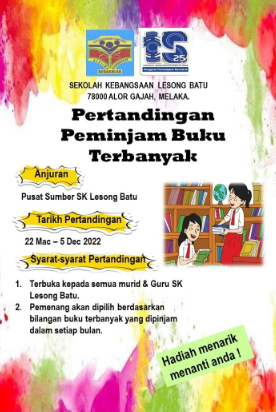 SEKOLAH KEBANGSAAN LESONG BATU
78000 ALOR GAJAH, MELAKA.
Pertandingan
Peminjam Buku
Terbanyak
Anjuran
Pusat Sumber SK Lesong Batu
Tarikh Pertandingan
22 Mac – 5 Dec 2022
Syarat-syarat Pertandingan
1. Terbuka kepada semua murid & Guru SK
Lesong Batu.
2. Pemenang akan dipilih berdasarkan
bilangan buku terbanyak yang dipinjam
dalam setiap bulan.
Hadiah menarik
menanti anda !